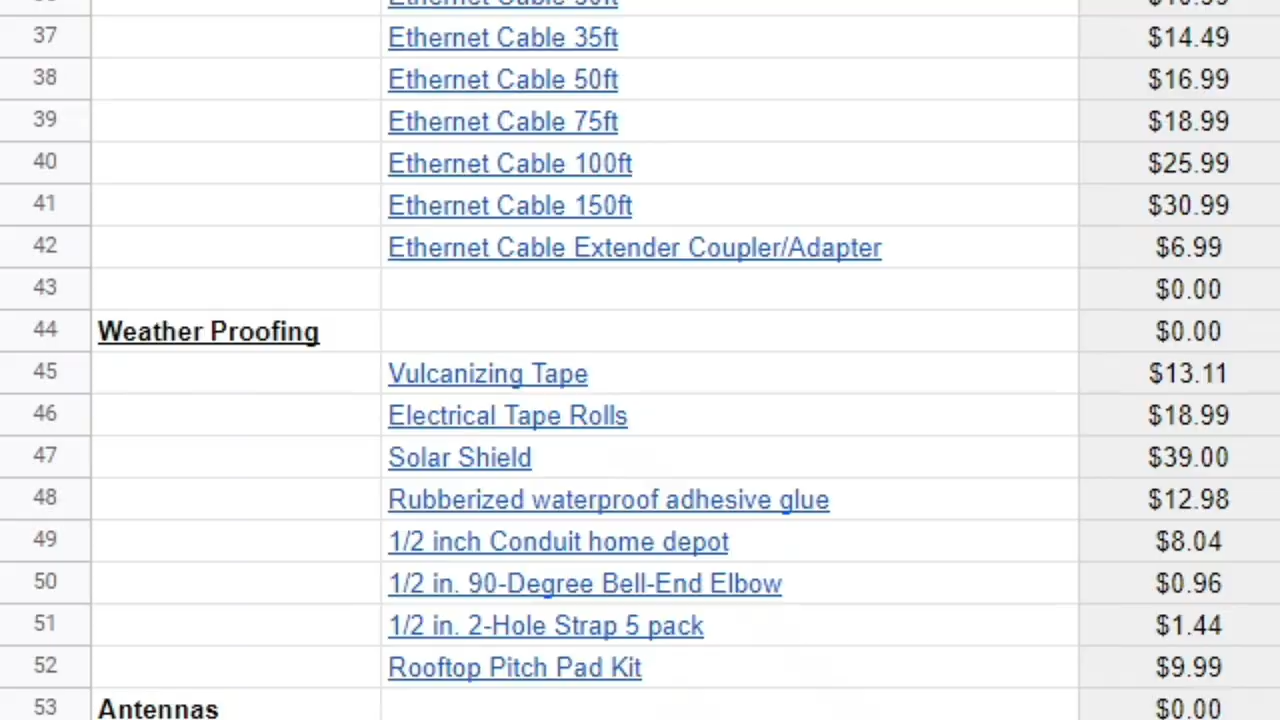 37 Ethernet Cable 35ft $14.49
38 Ethernet Cable 50ft $16.99
39 Ethernet Cable 75ft $18.99
40 Ethernet Cable 100ft $25.99
41 Ethernet Cable 150ft $30.99
42 Ethernet Cable Extender Coupler/Adapter $6.99
43 $0.00
44 Weather Proofing $0.00
45 Vulcanizing Tape $13.11
46 Electrical Tape Rolls $18.99
47 Solar Shield $39.00
48 Rubberized waterproof adhesive glue $12.98
49 1/2 inch Conduit home depot $8.04
50 1/2 in. 90-Degree Bell-End Elbow $0.96
51 1/2 in. 2-Hole Strap 5 pack $1.44
52 Rooftop Pitch Pad Kit $9.99
53 Antennas $0.00